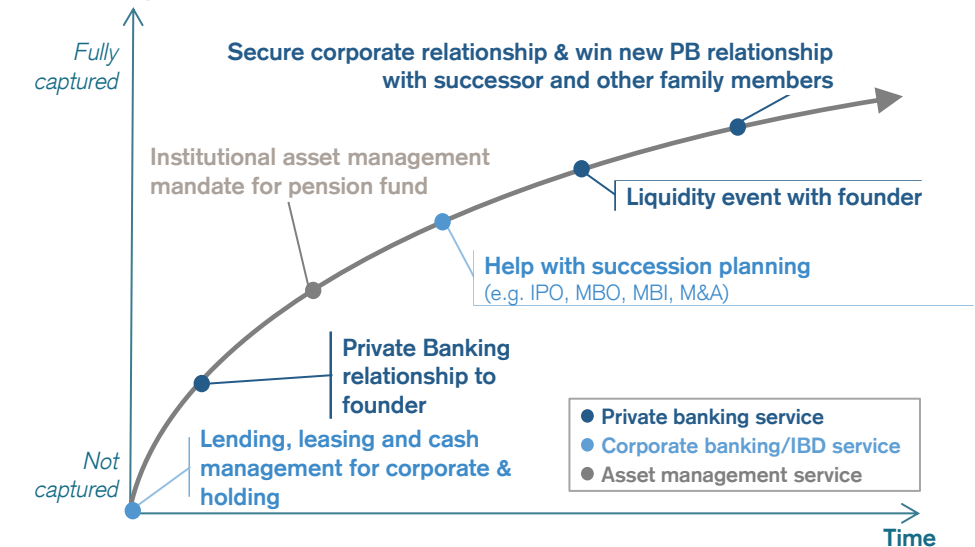 Fully
captured
Secure corporate relationship & win new PB relationship
with successor and other family members
Institutional asset management
mandate for pension fund
Liquidity event with founder
Help with succession planning
(e.g. IPO, MBO, MBI, M&A)
Private Banking
relationship to
founder
Lending, leasing and cash
management for corporate &
holding
Not
captured
Private banking service
Corporate banking/IBD service
Asset management service
Time